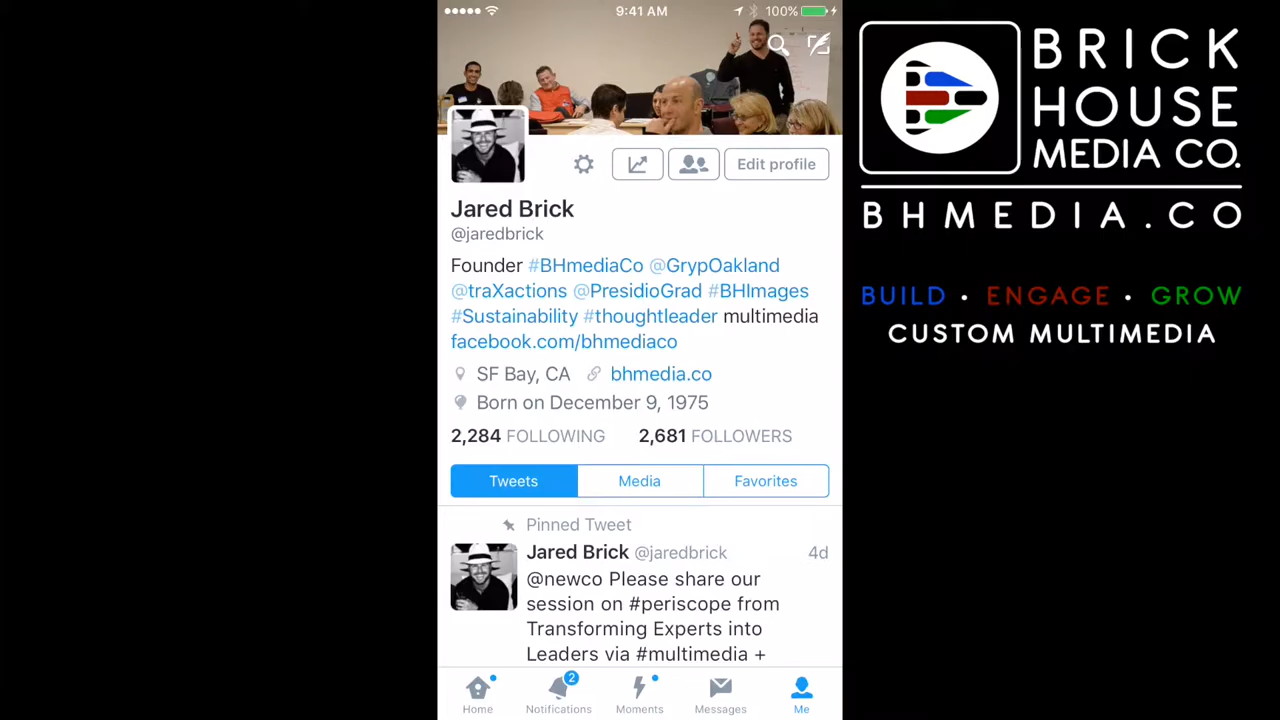 9:41 AM
100%
Edit profile
Jared Brick
@jaredbrick
Founder #BHmediaCo @GrypOakland
@traXactions @PresidioGrad #BHImages
#Sustainability #thoughtleader multimedia
facebook.com/bhmediaco
SF Bay, CA bhmedia.co
Born on December 9, 1975
2,284 FOLLOWING 2,681 FOLLOWERS
Tweets Media Favorites
Pinned Tweet
Jared Brick @jaredbrick 4d
@newco Please share our
session on #periscope from
Transforming Experts into
Leaders via #multimedia +
2
Home Notifications Moments Messages Me
BRICK
HOUSE
MEDIA CO.
BHMEDIA.CO
BUILD • ENGAGE • GROW
CUSTOM MULTIMEDIA